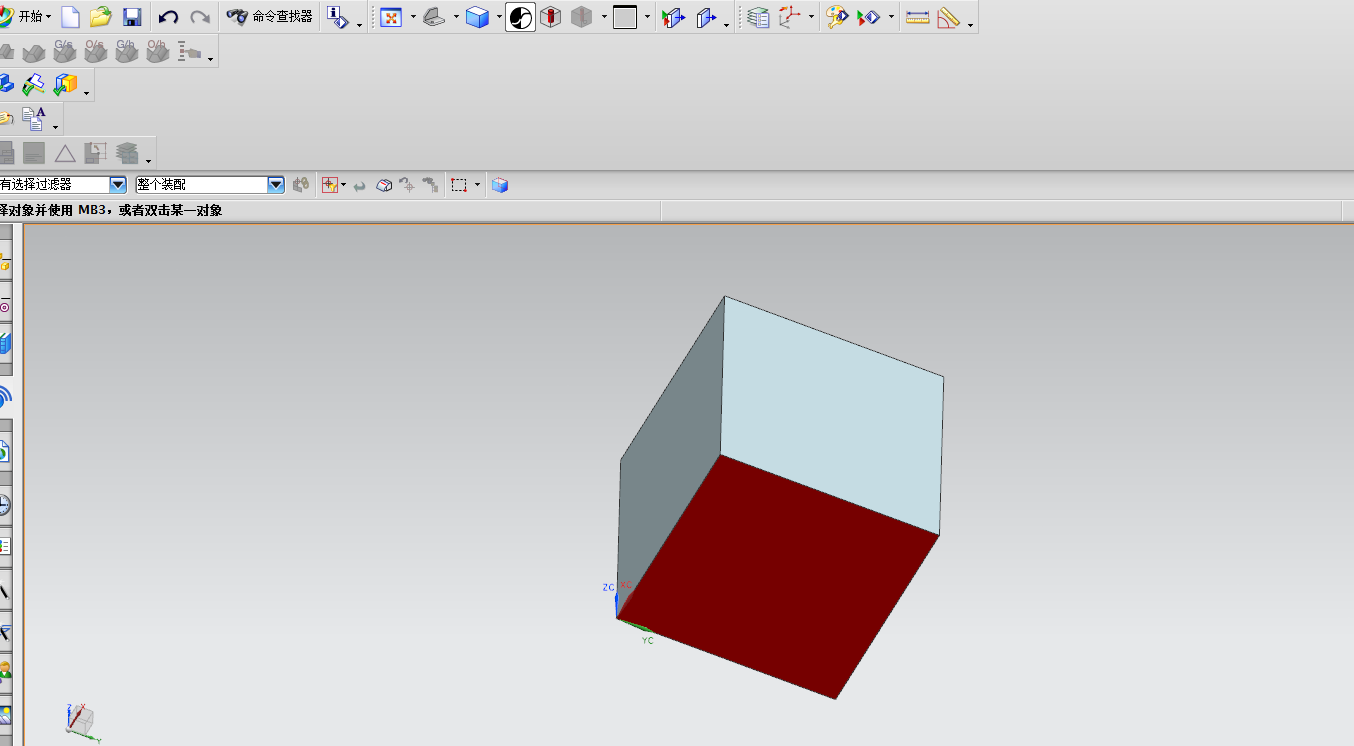 开始 命令查找器
G/s O/s G/b O/b
A
有选择过滤器 整个装配
择对象并使用 MB3，或者双击某一对象
ZC XC
YC
Z X
Y